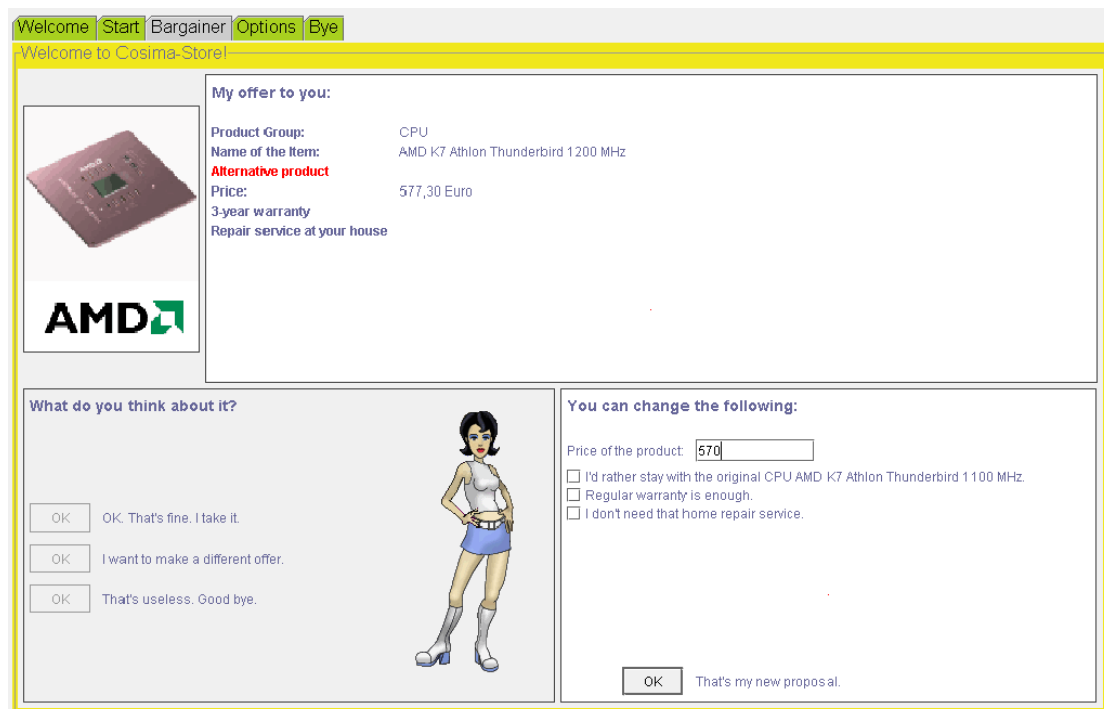 Welcome Start Bargainer Options Bye
Welcome to Cosima-Store!
My offer to you:
Product Group: CPU
Name of the Item: AMD K7 Athlon Thunderbird 1200 MHz
Alternative product
Price: 577,30 Euro
3-year warranty
Repair service at your house
AMD
What do you think about it?
OK OK. That's fine. I take it.
OK I want to make a different offer.
OK That's useless. Good bye.
You can change the following:
Price of the product: 570
I'd rather stay with the original CPU AMD K7 Athlon Thunderbird 1100 MHz.
Regular warranty is enough.
I don't need that home repair service.
OK That's my new proposal.